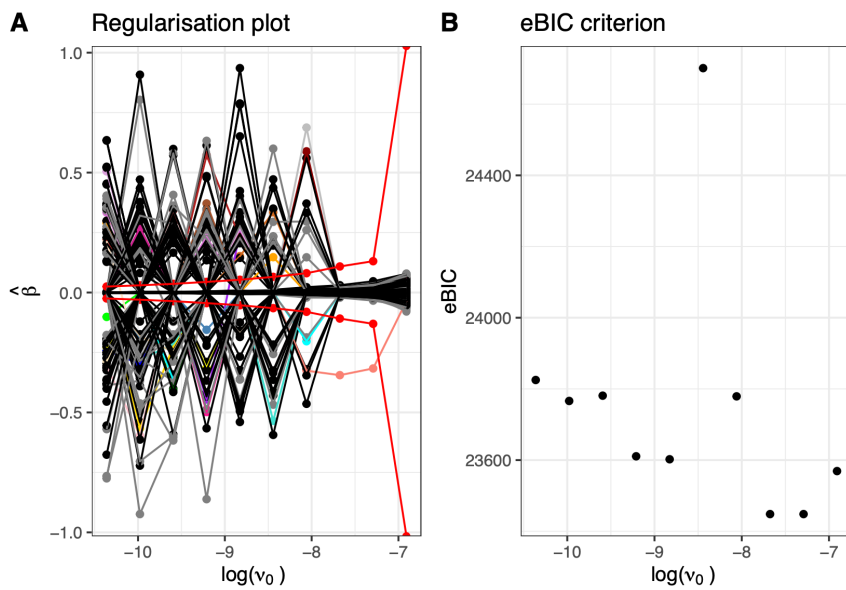 A Regularisation plot
1.0
0.5
0.0
−0.5
−1.0
β̂
−10 −9 −8 −7
log(ν₀ )
B eBIC criterion
24400
24000
23600
eBIC
−10 −9 −8 −7
log(ν₀ )